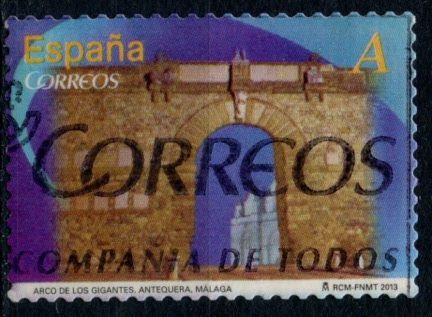 España A
CORREOS
CORREOS
COMPAÑIA DE TODOS
ARCO DE LOS GIGANTES. ANTEQUERA, MÁLAGA RCM-FNMT 2013